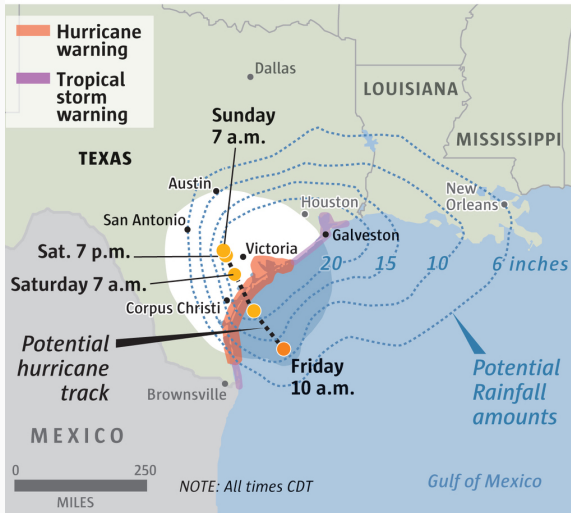 Hurricane
warning
Tropical
storm
warning
Dallas
LOUISIANA
MISSISSIPPI
Sunday
7 a.m.
TEXAS
Austin
Houston
New
Orleans
San Antonio
Galveston
Sat. 7 p.m.
Victoria
20 15 10 6 inches
Saturday 7 a.m.
Corpus Christi
Potential
hurricane
track
Friday
10 a.m.
Potential
Rainfall
amounts
Brownsville
MEXICO
0 250
MILES
NOTE: All times CDT
Gulf of Mexico